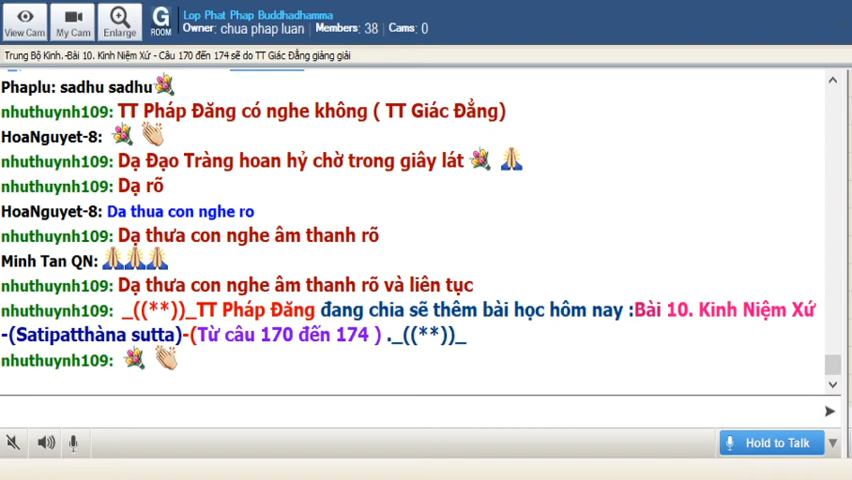 Lop Phat Phap Buddhadhamma
Owner: chua phap luan : Members: 38 : Cams: 0
View Cam
My Cam
Enlarge
G
ROOM
Trung Bộ Kinh.-Bài 10. Kinh Niệm Xứ - Câu 170 đến 174 sẽ do TT Giác Đẳng giảng giải
Phaplu: sadhu sadhu
nhuthuynh109: TT Pháp Đăng có nghe không ( TT Giác Đẳng)
HoaNguyet-8:
nhuthuynh109: Dạ Đạo Tràng hoan hỷ chờ trong giây lát
nhuthuynh109: Dạ rõ
HoaNguyet-8: Da thua con nghe ro
nhuthuynh109: Dạ thưa con nghe âm thanh rõ
Minh Tan QN:
nhuthuynh109: Dạ thưa con nghe âm thanh rõ và liên tục
nhuthuynh109: _((**))_TT Pháp Đăng đang chia sẽ thêm bài học hôm nay :Bài 10. Kinh Niệm Xứ
-(Satipatthàna sutta)-(Từ câu 170 đến 174 ) ._((**))_
nhuthuynh109:
Hold to Talk